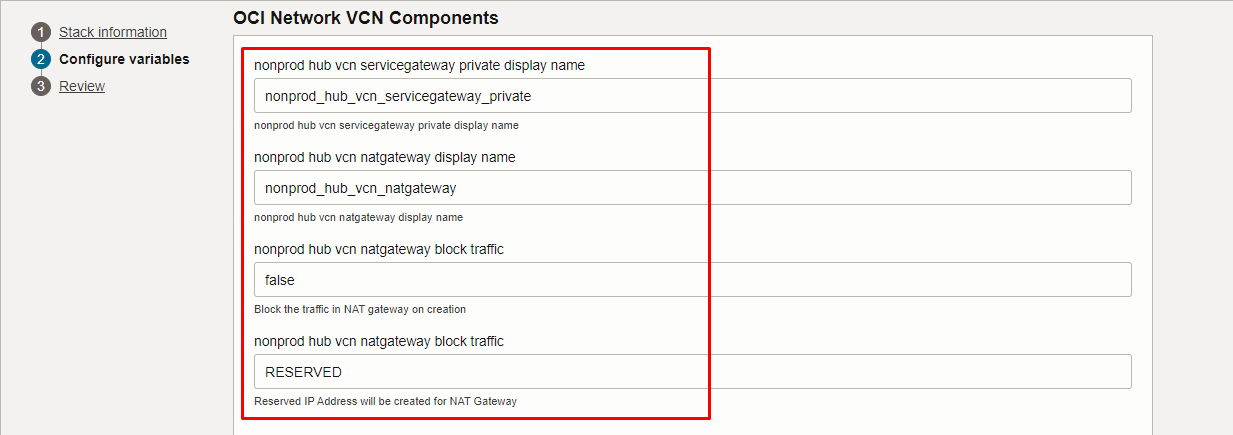 OCI Network VCN Components
1 Stack information
2 Configure variables
3 Review
nonprod hub vcn servicegateway private display name
nonprod_hub_vcn_servicegateway_private
nonprod hub vcn servicegateway private display name
nonprod hub vcn natgateway display name
nonprod_hub_vcn_natgateway
nonprod hub vcn natgateway display name
nonprod hub vcn natgateway block traffic
false
Block the traffic in NAT gateway on creation
nonprod hub vcn natgateway block traffic
RESERVED
Reserved IP Address will be created for NAT Gateway